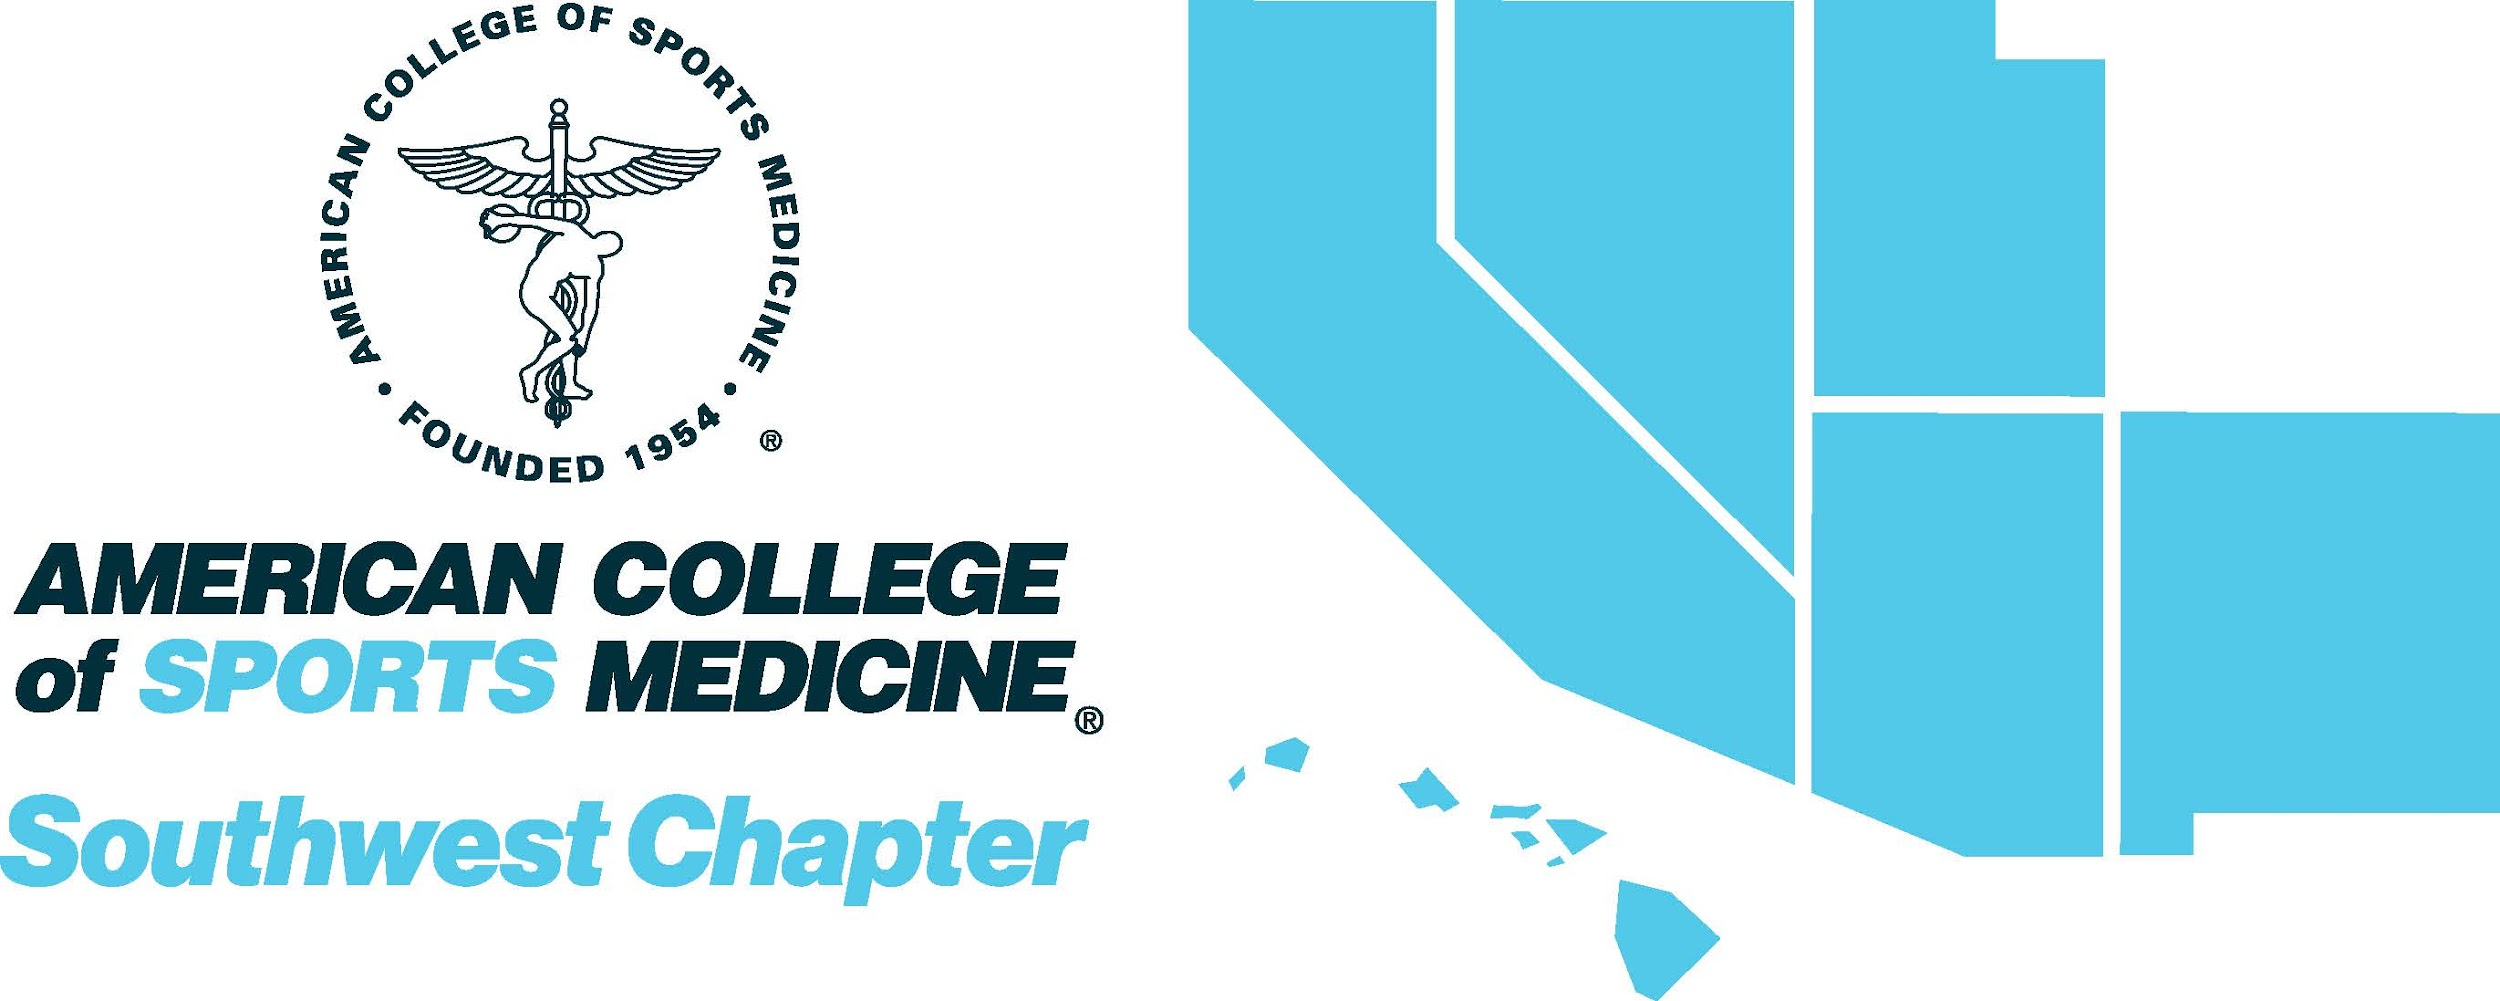 AMERICAN COLLEGE OF SPORTS MEDICINE
• FOUNDED 1954 •
®
AMERICAN COLLEGE
of SPORTS MEDICINE®
Southwest Chapter